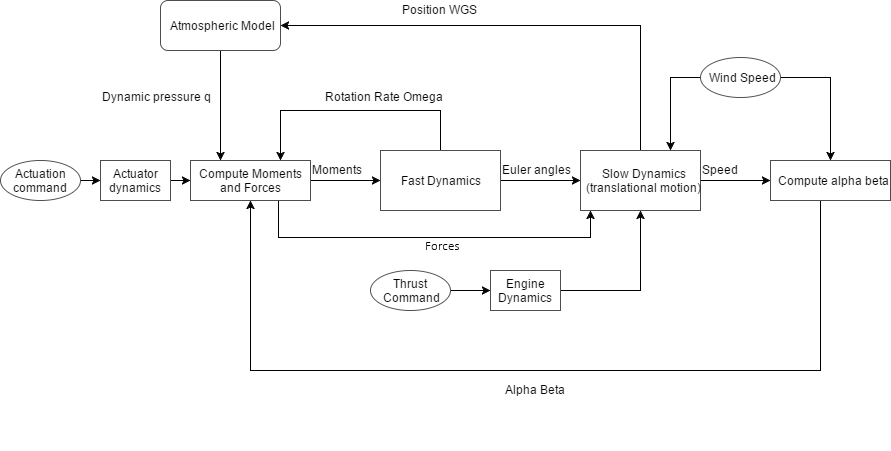 Position WGS
Atmospheric Model
Wind Speed
Dynamic pressure q
Rotation Rate Omega
Actuation
command
Actuator
dynamics
Compute Moments
and Forces
Moments
Fast Dynamics
Euler angles
Slow Dynamics
(translational motion)
Speed
Compute alpha beta
Forces
Thrust
Command
Engine
Dynamics
Alpha Beta